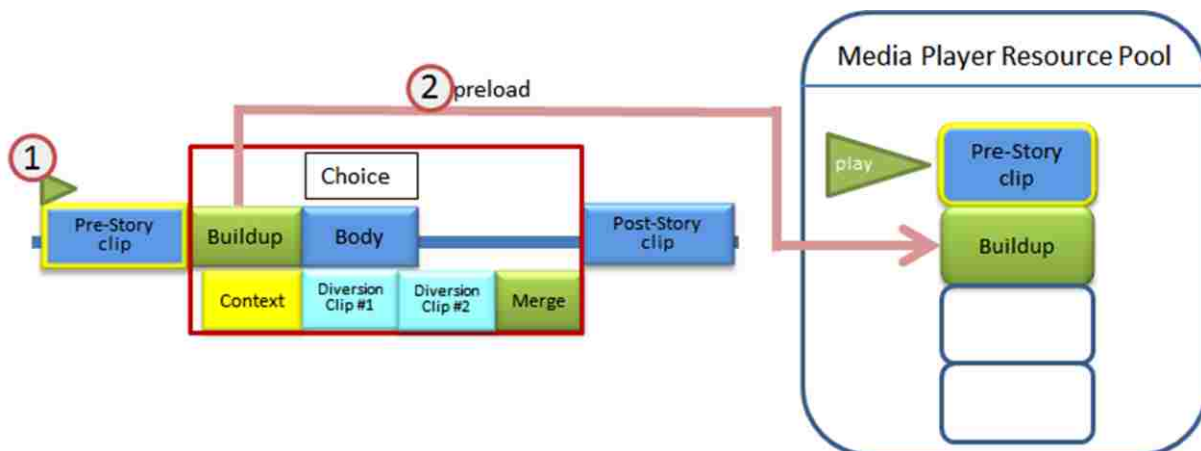 Media Player Resource Pool
2 preload
1
play
Pre-Story
clip
Choice
Pre-Story
clip
Buildup
Body
Post-Story
clip
Buildup
Context
Diversion
Clip #1
Diversion
Clip #2
Merge